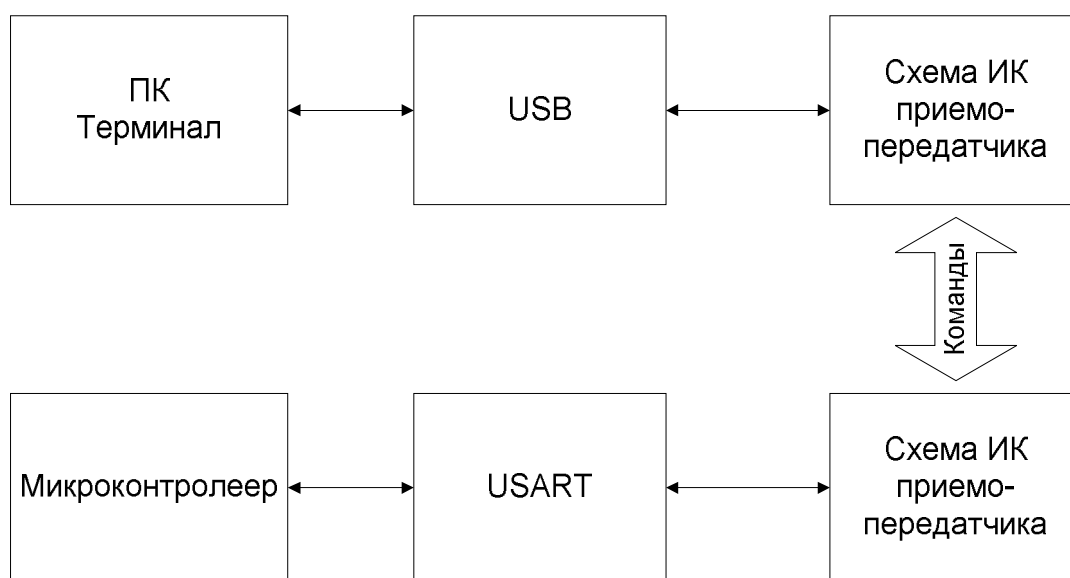 ПК
Терминал
USB
Схема ИК
приемо-
передатчика
Команды
Микроконтролеер
USART
Схема ИК
приемо-
передатчика